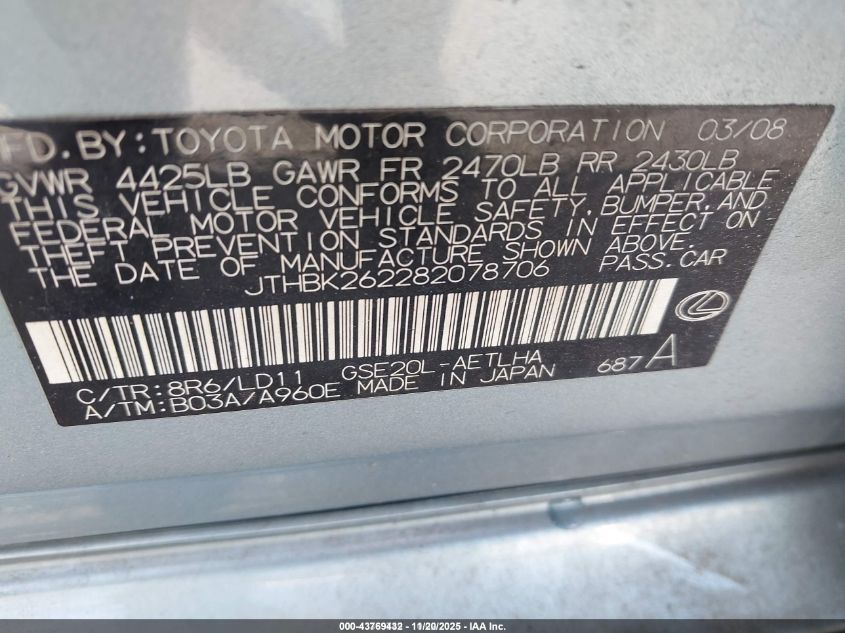 MFD. BY: TOYOTA MOTOR CORPORATION 03/08
GVWR 4425LB GAWR FR 2470LB RR 2430LB
THIS VEHICLE CONFORMS TO ALL APPLICABLE
FEDERAL MOTOR VEHICLE SAFETY, BUMPER, AND
THEFT PREVENTION STANDARDS IN EFFECT ON
THE DATE OF MANUFACTURE SHOWN ABOVE.
JTHBK262282078706 PASS. CAR
C/TR: 8R6/LD11 GSE20L-AETLHA 687 A
A/TM: B03A/A960E MADE IN JAPAN
000-43769432 - 11/20/2025 - IAA Inc.